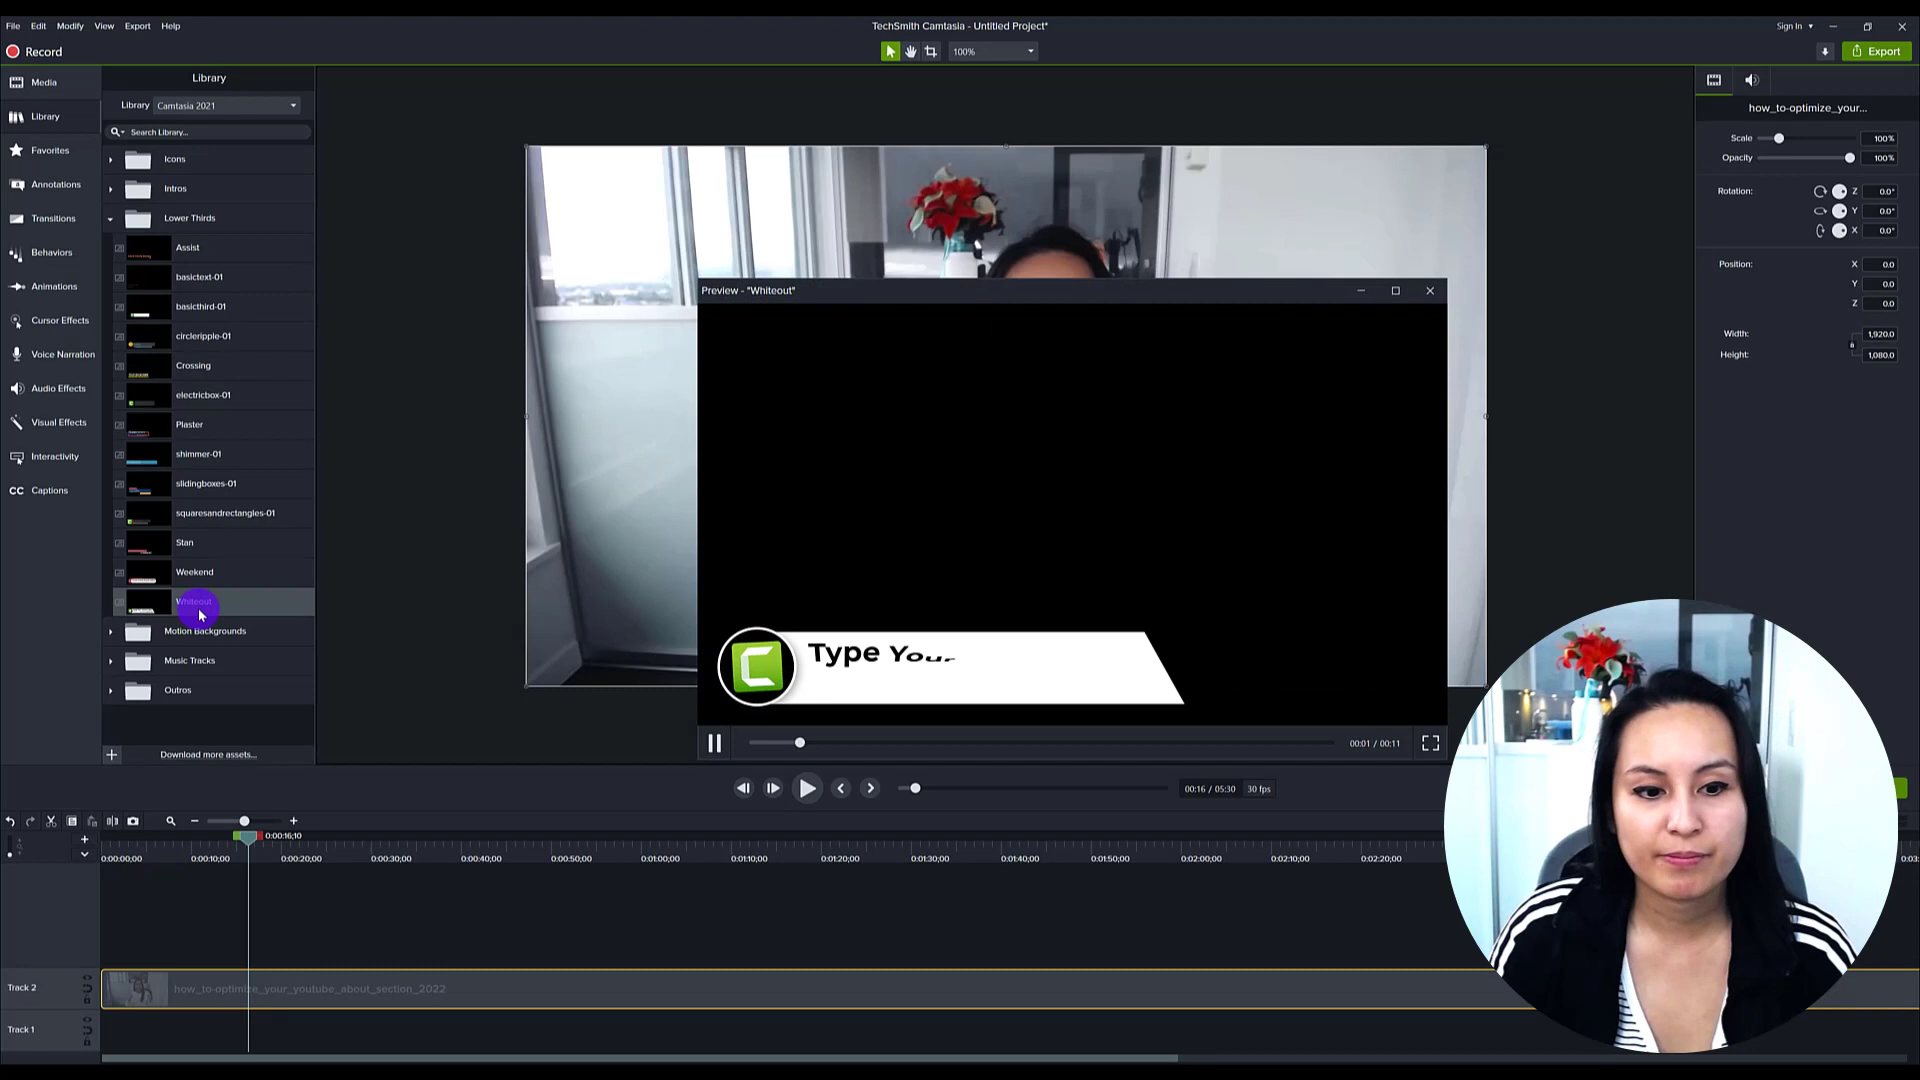 File Edit Modify View Export Help
TechSmith Camtasia - Untitled Project*
Sign In
Record
100%
Export
Media
Library
Favorites
Annotations
Transitions
Behaviors
Animations
Cursor Effects
Voice Narration
Audio Effects
Visual Effects
Interactivity
CC Captions
Library
Library Camtasia 2021
Search Library...
Icons
Intros
Lower Thirds
Assist
basictext-01
basicthird-01
circleripple-01
Crossing
electricbox-01
Plaster
shimmer-01
slidingboxes-01
squaresandrectangles-01
Stan
Weekend
Whiteout
Motion Backgrounds
Music Tracks
Outros
Download more assets...
Preview - "Whiteout"
Type Your
00:01 / 00:11
how_to-optimize_your...
Scale 100%
Opacity 100%
Rotation: Z 0.0°
Y 0.0°
X 0.0°
Position: X 0.0
Y 0.0
Z 0.0
Width: 1,920.0
Height: 1,080.0
00:16 / 05:30 30 fps
0:00:16;10
0:00:00;00 0:00:10;00 0:00:20;00 0:00:30;00 0:00:40;00 0:00:50;00 0:01:00;00 0:01:10;00 0:01:20;00 0:01:30;00 0:01:40;00 0:01:50;00 0:02:00;00 0:02:10;00 0:02:20;00
Track 2
how_to-optimize_your_youtube_about_section_2022
Track 1